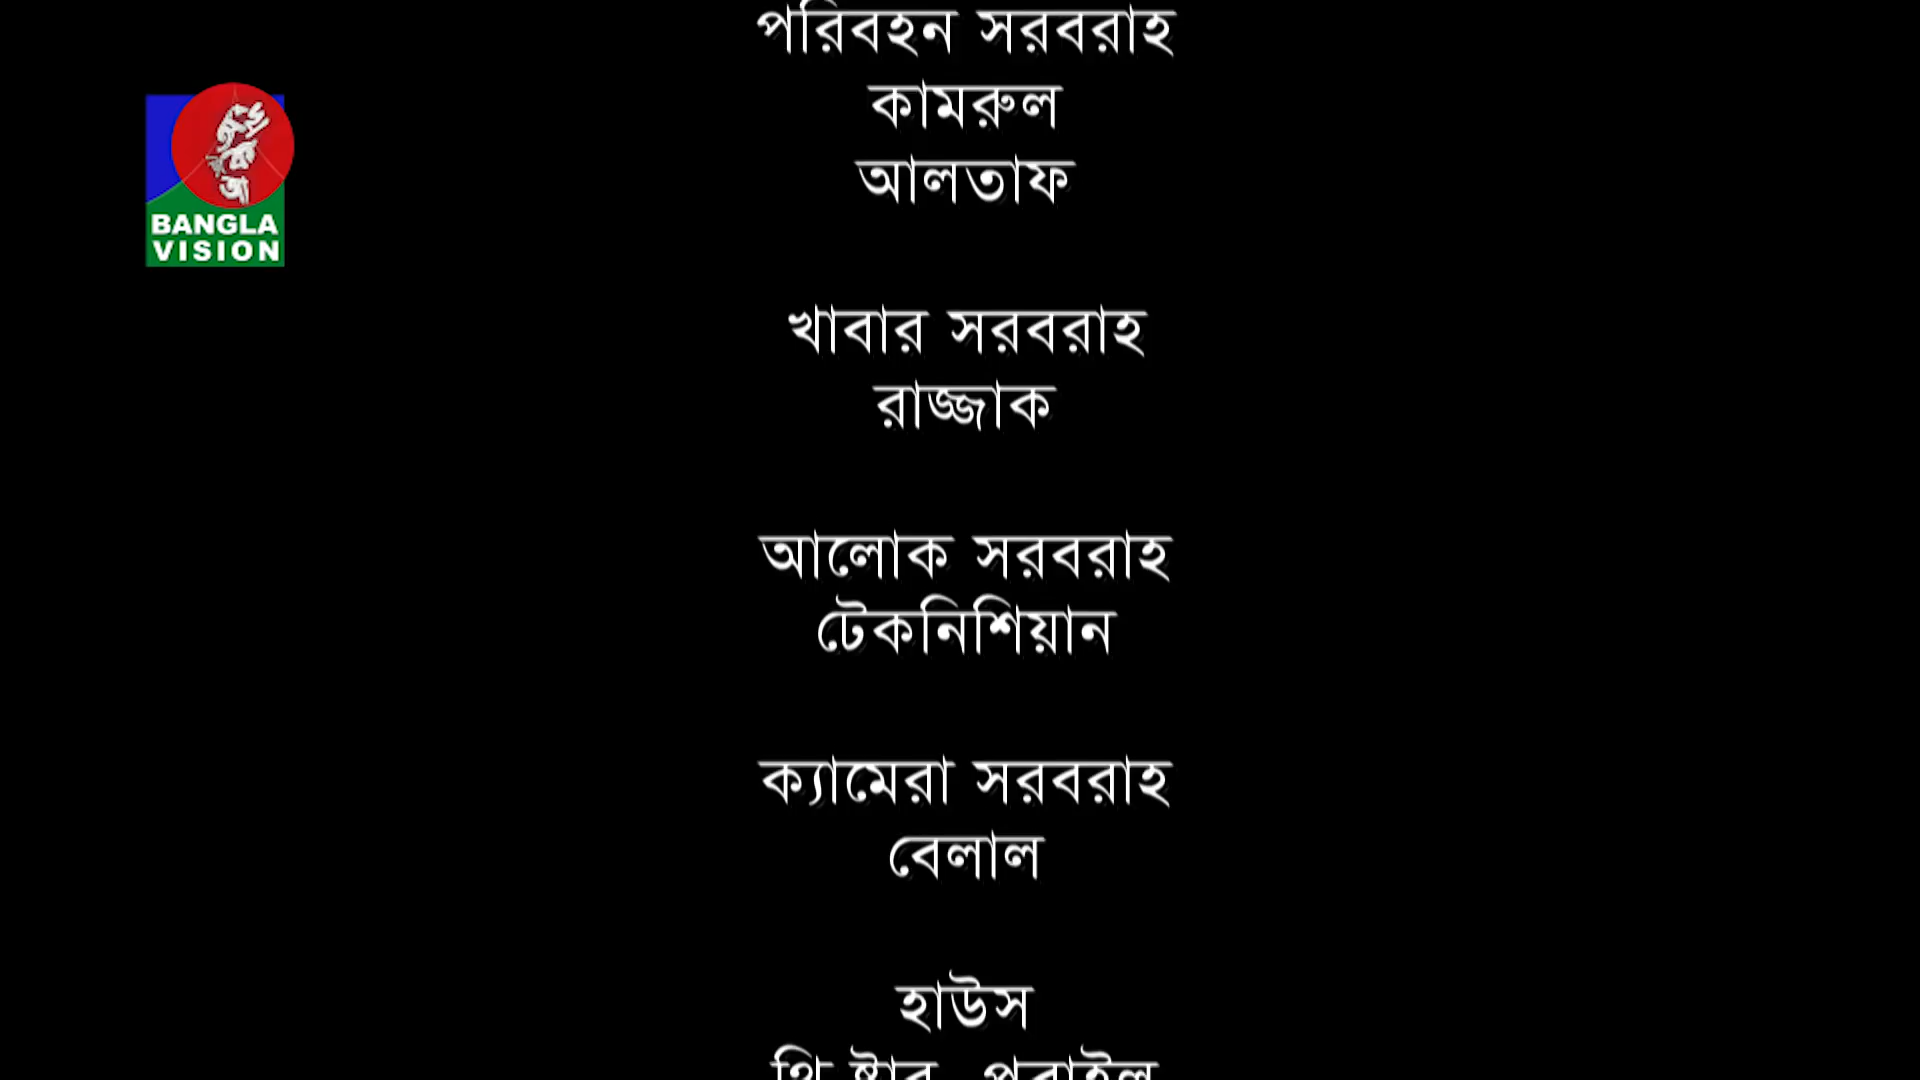 পরিবহন সরবরাহ
কামরুল
আলতাফ
BANGLA
VISION
খাবার সরবরাহ
রাজ্জাক
আলোক সরবরাহ
টেকনিশিয়ান
ক্যামেরা সরবরাহ
বেলাল
হাউস